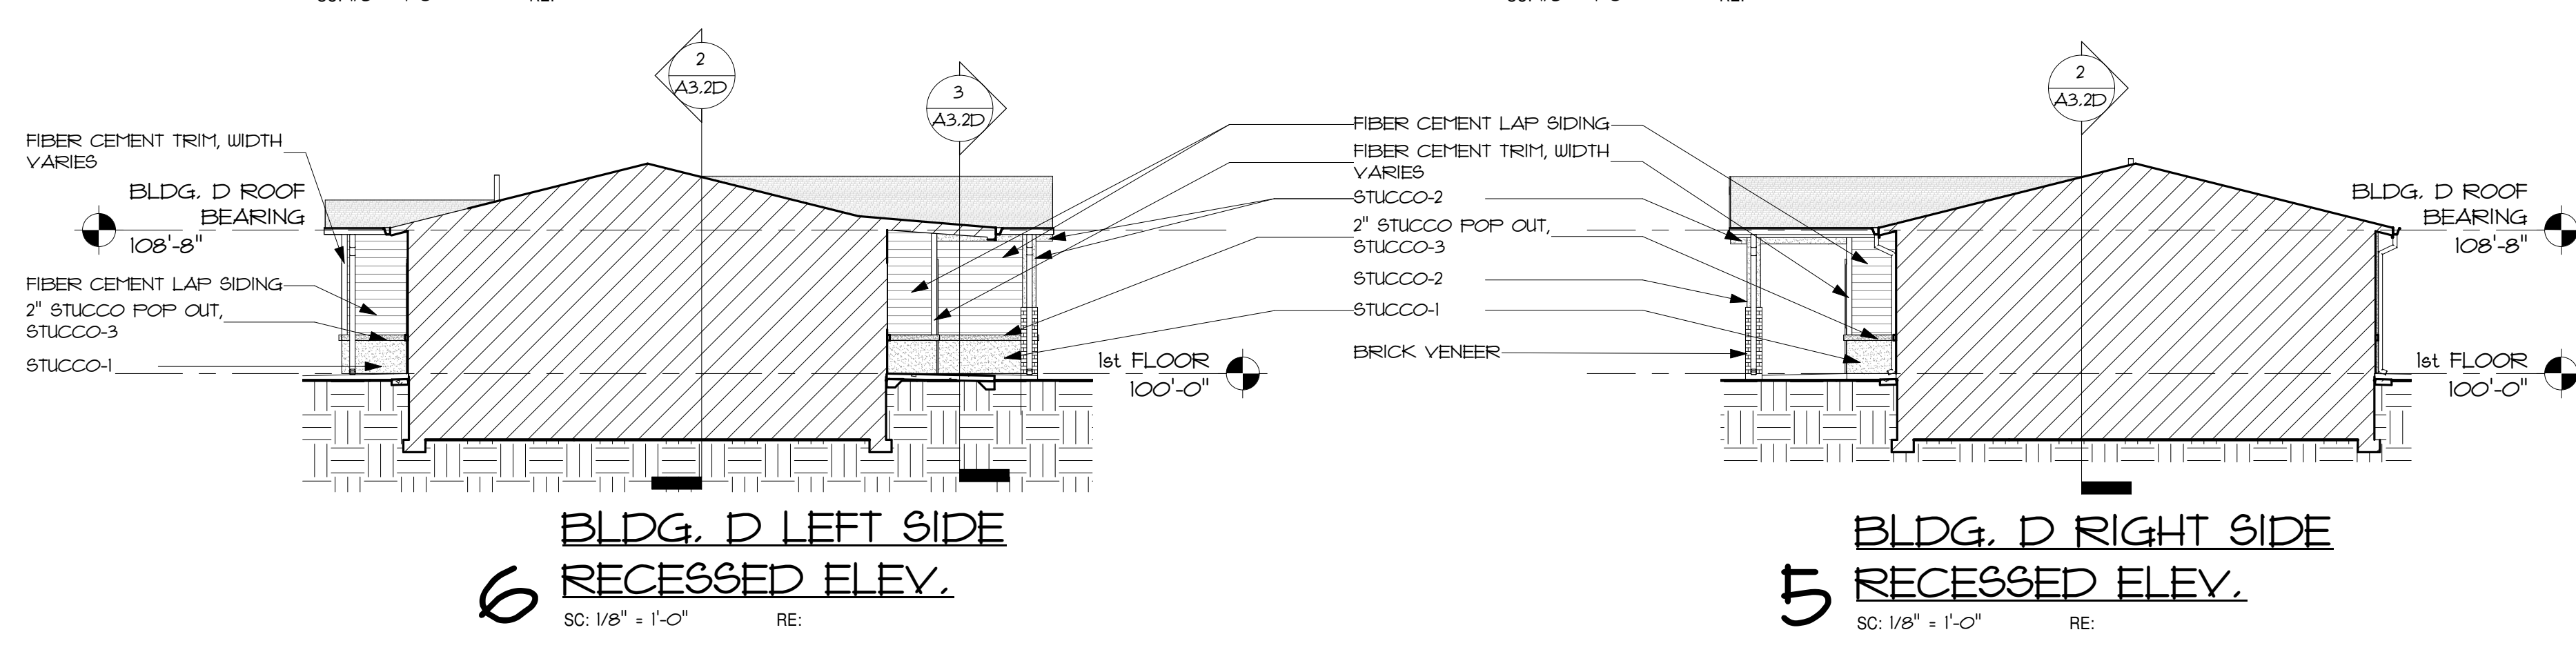 2
A3.2D
3
A3.2D
2
A3.2D
FIBER CEMENT TRIM, WIDTH
VARIES
BLDG. D ROOF
BEARING
108'-8"
FIBER CEMENT LAP SIDING
2" STUCCO POP OUT,
STUCCO-3
STUCCO-1
1st FLOOR
100'-0"
FIBER CEMENT LAP SIDING
FIBER CEMENT TRIM, WIDTH
VARIES
STUCCO-2
2" STUCCO POP OUT,
STUCCO-3
STUCCO-2
STUCCO-1
BRICK VENEER
BLDG. D ROOF
BEARING
108'-8"
1st FLOOR
100'-0"
6
BLDG. D LEFT SIDE
RECESSED ELEV.
SC: 1/8" = 1'-0" RE:
5
BLDG. D RIGHT SIDE
RECESSED ELEV.
SC: 1/8" = 1'-0" RE: